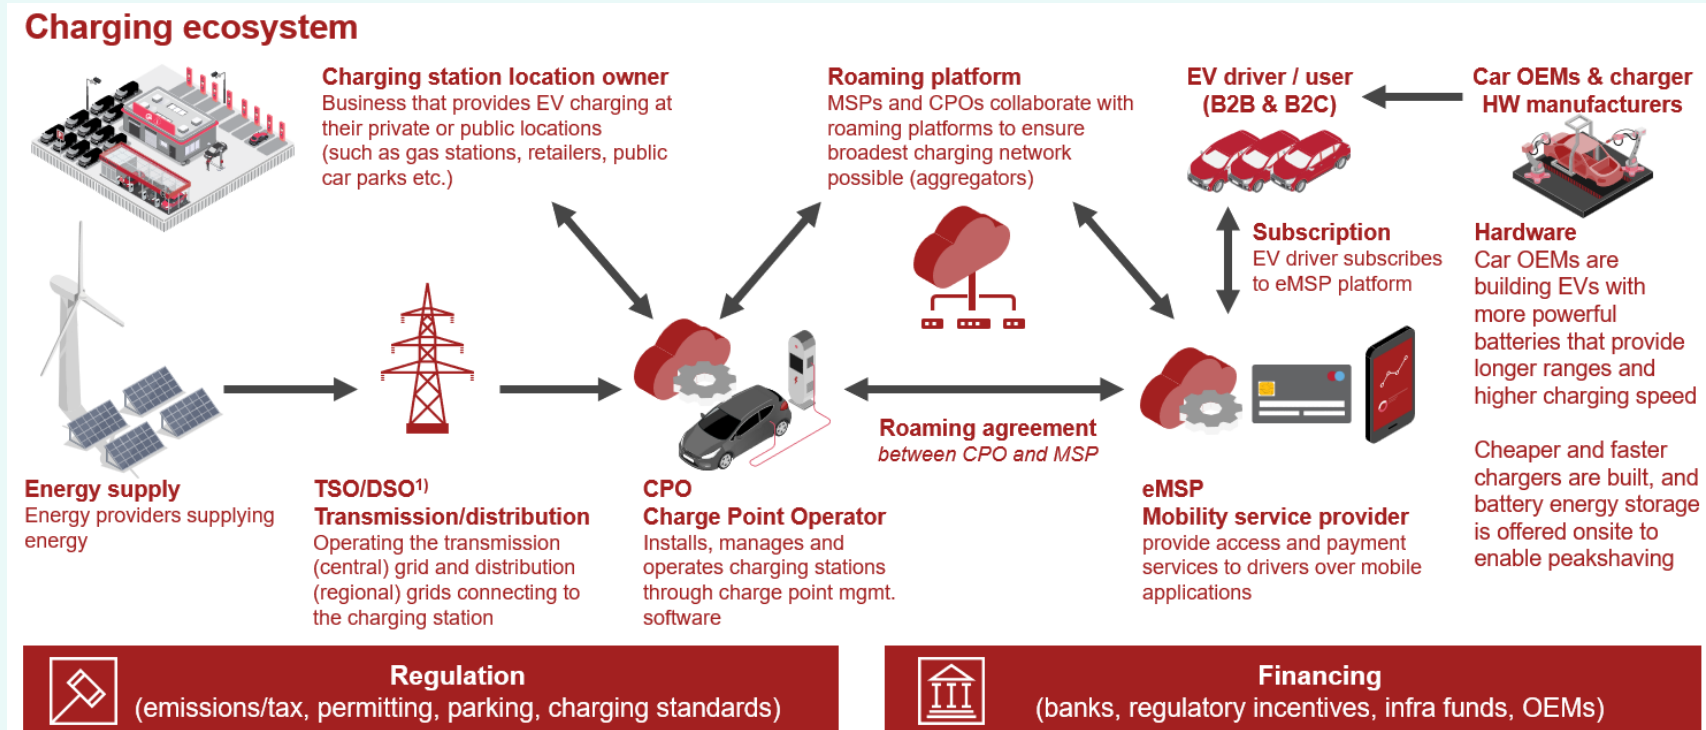 Charging ecosystem
Charging station location owner
Business that provides EV charging at
their private or public locations
(such as gas stations, retailers, public
car parks etc.)
Roaming platform
MSPs and CPOs collaborate with
roaming platforms to ensure
broadest charging network
possible (aggregators)
EV driver / user
(B2B & B2C)
Car OEMs & charger
HW manufacturers
Subscription
EV driver subscribes
to eMSP platform
Hardware
Car OEMs are
building EVs with
more powerful
batteries that provide
longer ranges and
higher charging speed
Cheaper and faster
chargers are built, and
battery energy storage
is offered onsite to
enable peakshaving
Roaming agreement
between CPO and MSP
Energy supply
Energy providers supplying
energy
TSO/DSO¹⁾
Transmission/distribution
Operating the transmission
(central) grid and distribution
(regional) grids connecting to
the charging station
CPO
Charge Point Operator
Installs, manages and
operates charging stations
through charge point mgmt.
software
eMSP
Mobility service provider
provide access and payment
services to drivers over mobile
applications
Regulation
(emissions/tax, permitting, parking, charging standards)
Financing
(banks, regulatory incentives, infra funds, OEMs)